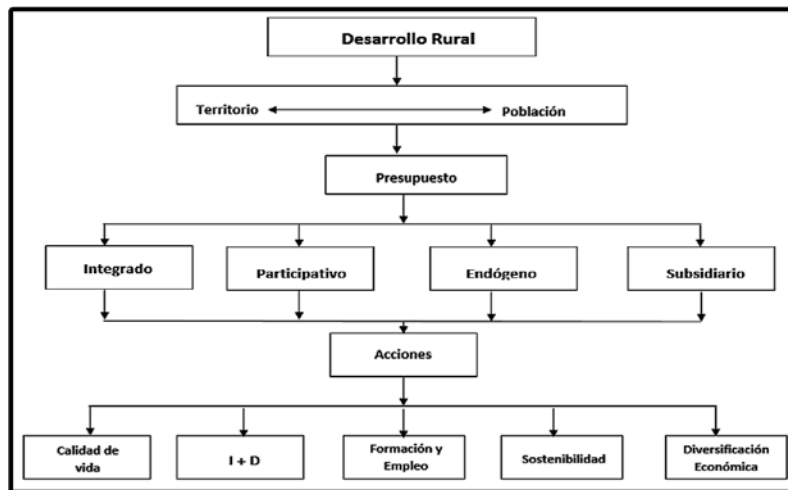 Desarrollo Rural
Territorio Población
Presupuesto
Integrado Participativo Endógeno Subsidiario
Acciones
Calidad de
vida
I + D
Formación y
Empleo
Sostenibilidad
Diversificación
Económica